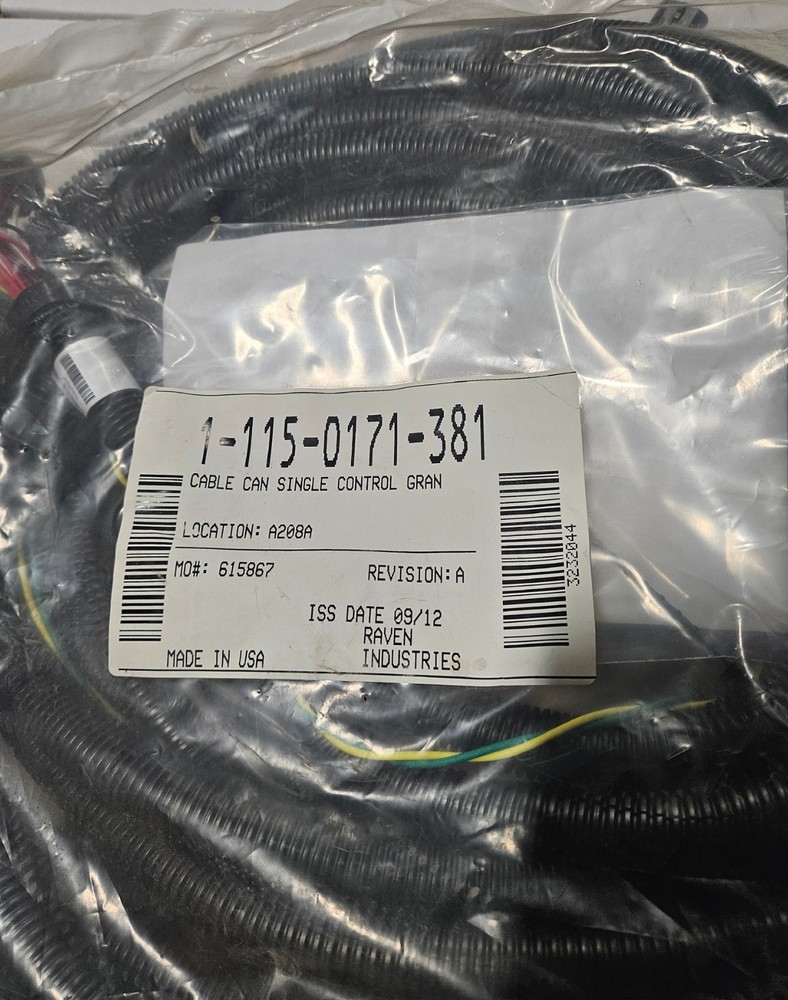 1-115-0171-381
CABLE CAN SINGLE CONTROL GRAN
LOCATION: A208A
MO#: 615867
REVISION:A
ISS DATE 09/12
RAVEN
INDUSTRIES
MADE IN USA
3232044